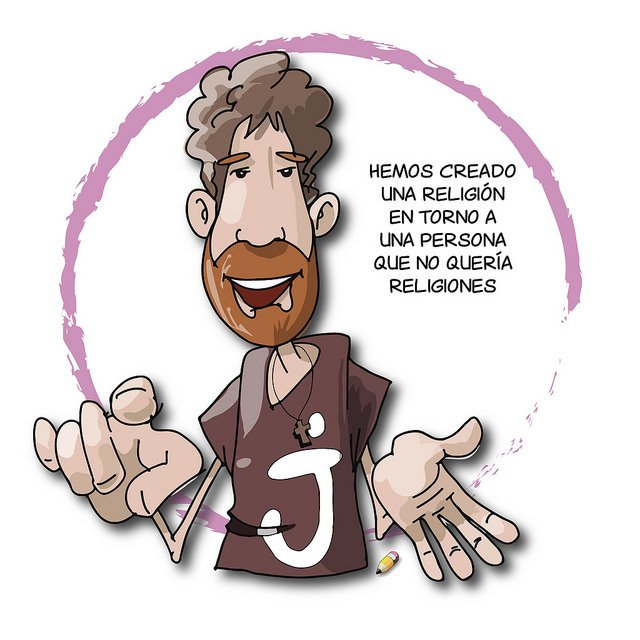 HEMOS CREADO
UNA RELIGIÓN
EN TORNO A
UNA PERSONA
QUE NO QUERÍA
RELIGIONES
j